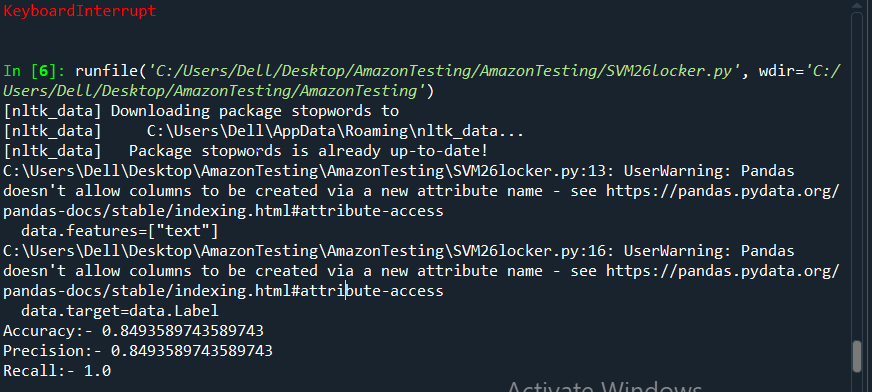 KeyboardInterrupt
In [6]: runfile('C:/Users/Dell/Desktop/AmazonTesting/AmazonTesting/SVM26locker.py', wdir='C:/
Users/Dell/Desktop/AmazonTesting/AmazonTesting')
[nltk_data] Downloading package stopwords to
[nltk_data]     C:\Users\Dell\AppData\Roaming\nltk_data...
[nltk_data]   Package stopwords is already up-to-date!
C:\Users\Dell\Desktop\AmazonTesting\AmazonTesting\SVM26locker.py:13: UserWarning: Pandas
doesn't allow columns to be created via a new attribute name - see https://pandas.pydata.org/
pandas-docs/stable/indexing.html#attribute-access
  data.features=["text"]
C:\Users\Dell\Desktop\AmazonTesting\AmazonTesting\SVM26locker.py:16: UserWarning: Pandas
doesn't allow columns to be created via a new attribute name - see https://pandas.pydata.org/
pandas-docs/stable/indexing.html#attribute-access
  data.target=data.Label
Accuracy:- 0.8493589743589743
Precision:- 0.8493589743589743
Recall:- 1.0
Activate Windows